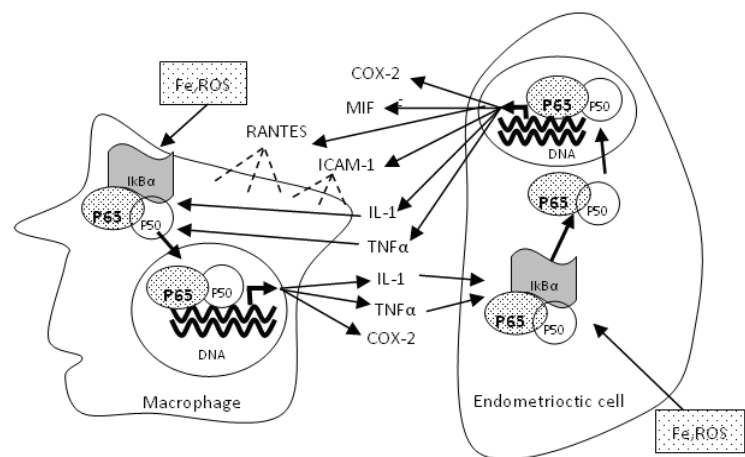 Fe,ROS
COX-2
MIF
RANTES
ICAM-1
IL-1
TNFα
IkBα
P65
P50
P65
P50
DNA
IL-1
TNFα
COX-2
Macrophage
P65
P50
DNA
P65
P50
IkBα
P65
P50
Endometrioctic cell
Fe,ROS